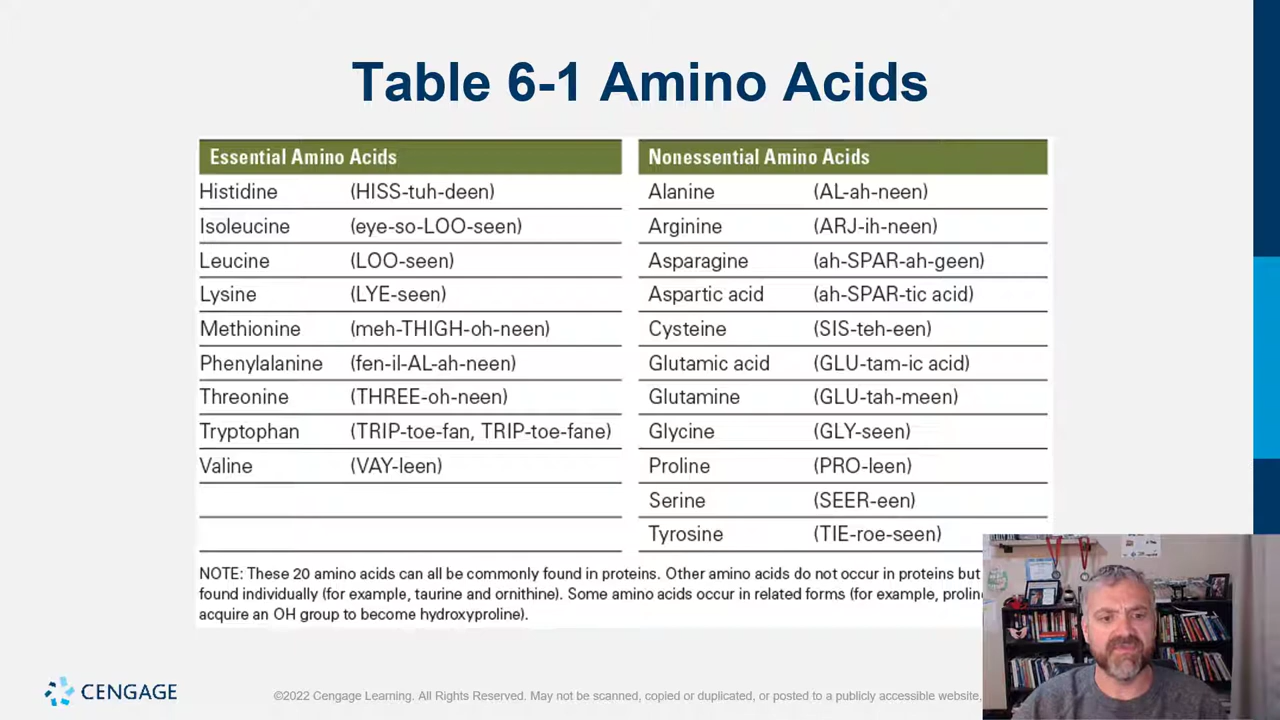 Table 6-1 Amino Acids
Essential Amino Acids
Histidine (HISS-tuh-deen)
Isoleucine (eye-so-LOO-seen)
Leucine (LOO-seen)
Lysine (LYE-seen)
Methionine (meh-THIGH-oh-neen)
Phenylalanine (fen-il-AL-ah-neen)
Threonine (THREE-oh-neen)
Tryptophan (TRIP-toe-fan, TRIP-toe-fane)
Valine (VAY-leen)
Nonessential Amino Acids
Alanine (AL-ah-neen)
Arginine (ARJ-ih-neen)
Asparagine (ah-SPAR-ah-geen)
Aspartic acid (ah-SPAR-tic acid)
Cysteine (SIS-teh-een)
Glutamic acid (GLU-tam-ic acid)
Glutamine (GLU-tah-meen)
Glycine (GLY-seen)
Proline (PRO-leen)
Serine (SEER-een)
Tyrosine (TIE-roe-seen)
NOTE: These 20 amino acids can all be commonly found in proteins. Other amino acids do not occur in proteins but
found individually (for example, taurine and ornithine). Some amino acids occur in related forms (for example, prolin
acquire an OH group to become hydroxyproline).
CENGAGE
©2022 Cengage Learning. All Rights Reserved. May not be scanned, copied or duplicated, or posted to a publicly accessible website,